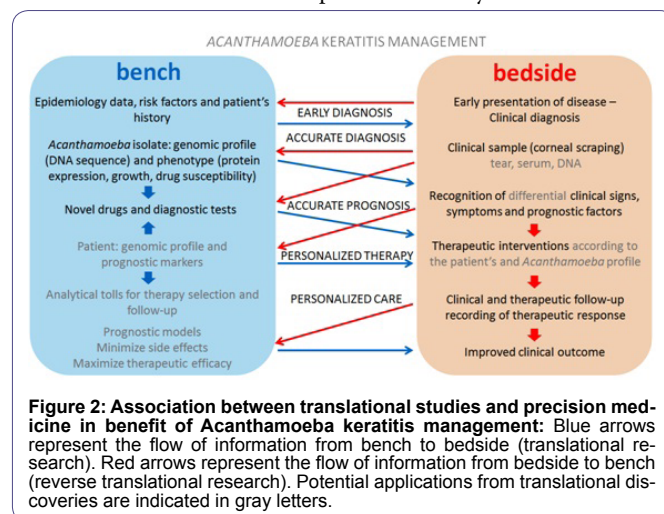 ACANTHAMOEBA KERATITIS MANAGEMENT
bench
Epidemiology data, risk factors and patient's
history
Acanthamoeba isolate: genomic profile
(DNA sequence) and phenotype (protein
expression, growth, drug susceptibility)
Novel drugs and diagnostic tests
Patient: genomic profile and
prognostic markers
Analytical tolls for therapy selection and
follow-up
Prognostic models
Minimize side effects
Maximize therapeutic efficacy
EARLY DIAGNOSIS
ACCURATE DIAGNOSIS
ACCURATE PROGNOSIS
PERSONALIZED THERAPY
PERSONALIZED CARE
bedside
Early presentation of disease –
Clinical diagnosis
Clinical sample (corneal scraping)
tear, serum, DNA
Recognition of differential clinical signs,
symptoms and prognostic factors
Therapeutic interventions according to
the patient's and Acanthamoeba profile
Clinical and therapeutic follow-up
recording of therapeutic response
Improved clinical outcome
Figure 2: Association between translational studies and precision med-
icine in benefit of Acanthamoeba keratitis management: Blue arrows
represent the flow of information from bench to bedside (translational re-
search). Red arrows represent the flow of information from bedside to bench
(reverse translational research). Potential applications from translational dis-
coveries are indicated in gray letters.